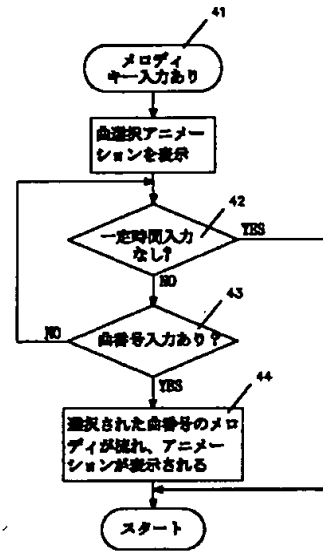 41
メロディ
キー入力あり
曲選択アニメー
ションを表示
42
一定時間入力
なし?
YES
NO
43
曲番号入力あり?
NO
YES
44
選択された曲番号のメロ
ディが流れ、アニメー
ションが表示される
スタート